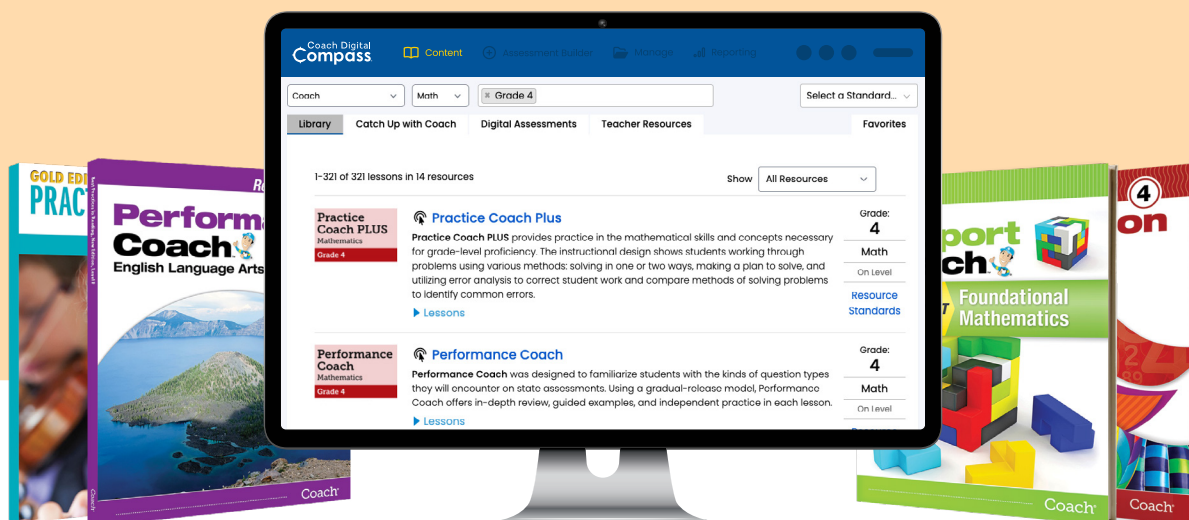 GOLD EDI
PRAC
Perform
Coach
English Language Arts
Coach
Coach
Coach Digital
Compass
Content
Assessment Builder
Manage
Reporting
Coach
Math
× Grade 4
Select a Standard...
Library
Catch Up with Coach
Digital Assessments
Teacher Resources
Favorites
1-321 of 321 lessons in 14 resources
Show
All Resources
Practice
Coach PLUS
Mathematics
Grade 4
Practice Coach Plus
Practice Coach PLUS provides practice in the mathematical skills and concepts necessary
for grade-level proficiency. The instructional design shows students working through
problems using various methods: solving in one or two ways, making a plan to solve, and
utilizing error analysis to correct student work and compare methods of solving problems
to identify common errors.
Lessons
Grade:
4
Math
On Level
Resource
Standards
Performance
Coach
Mathematics
Grade 4
Performance Coach
Performance Coach was designed to familiarize students with the kinds of question types
they will encounter on state assessments. Using a gradual-release model, Performance
Coach offers in-depth review, guided examples, and independent practice in each lesson.
Lessons
Grade:
4
Math
On Level
port
ch
Foundational
Mathematics
Coach
4
on
Coach